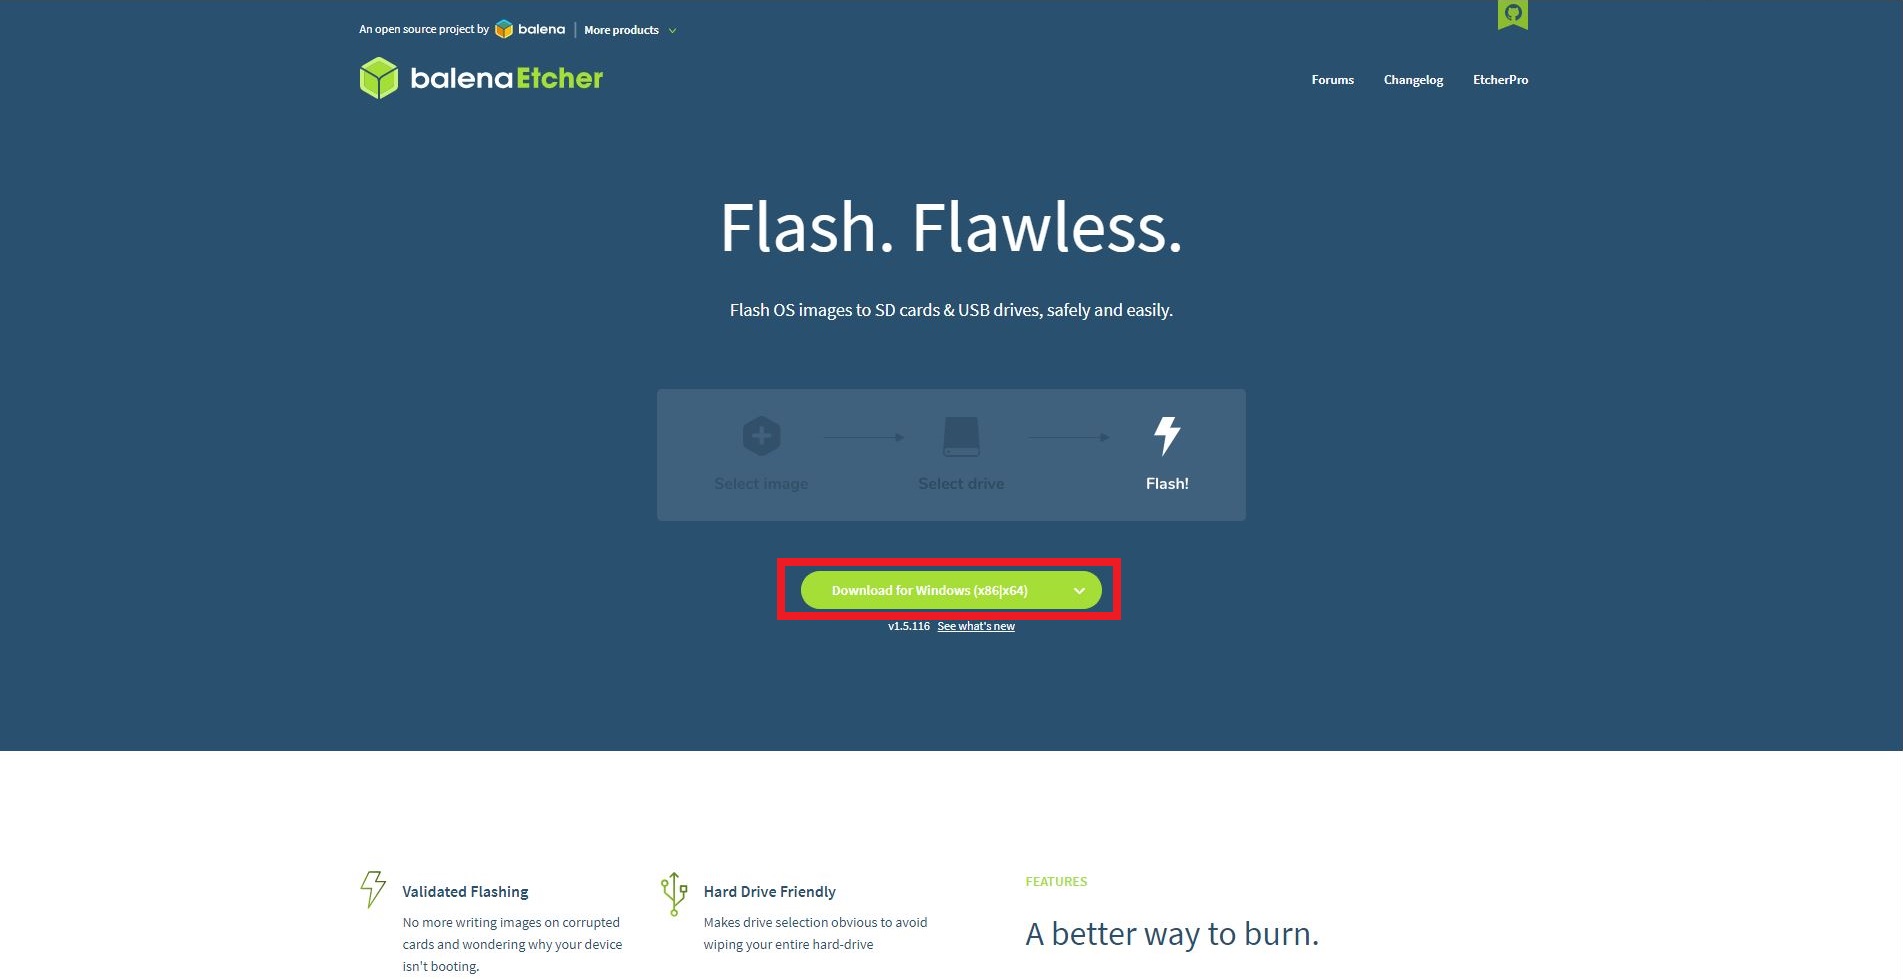 An open source project by balena | More products
balenaEtcher
Forums Changelog EtcherPro
Flash. Flawless.
Flash OS images to SD cards & USB drives, safely and easily.
Select image Select drive Flash!
Download for Windows (x86|x64)
v1.5.116 See what's new
Validated Flashing
No more writing images on corrupted
cards and wondering why your device
isn't booting.
Hard Drive Friendly
Makes drive selection obvious to avoid
wiping your entire hard-drive
FEATURES
A better way to burn.